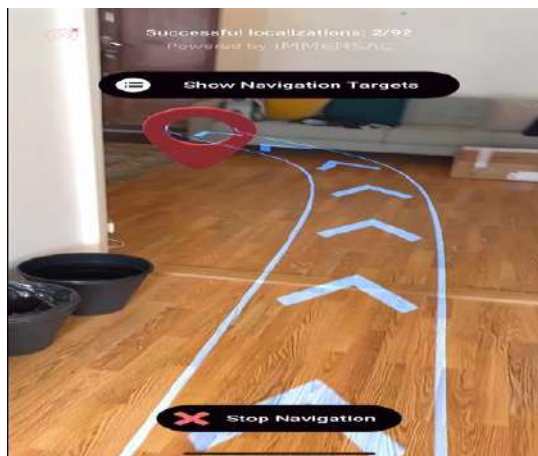 Successful localizations: 2/92
Powered by IMMERSAL
Show Navigation Targets
Stop Navigation